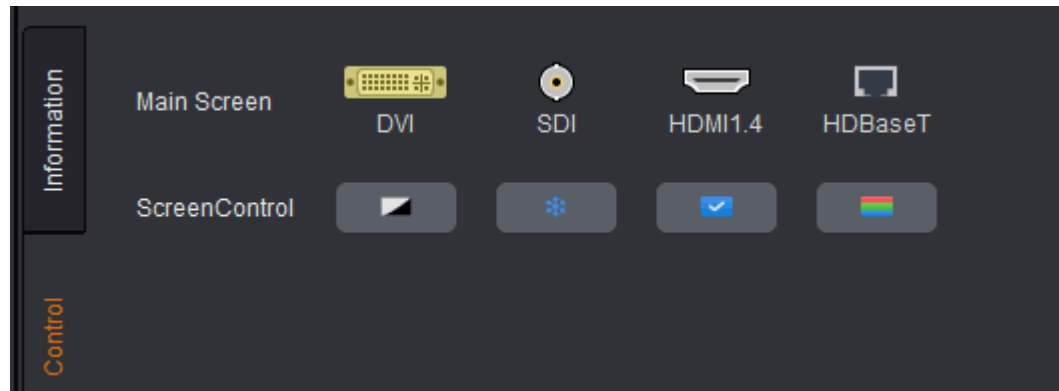 Information
Main Screen
DVI
SDI
HDMI1.4
HDBaseT
ScreenControl
Control